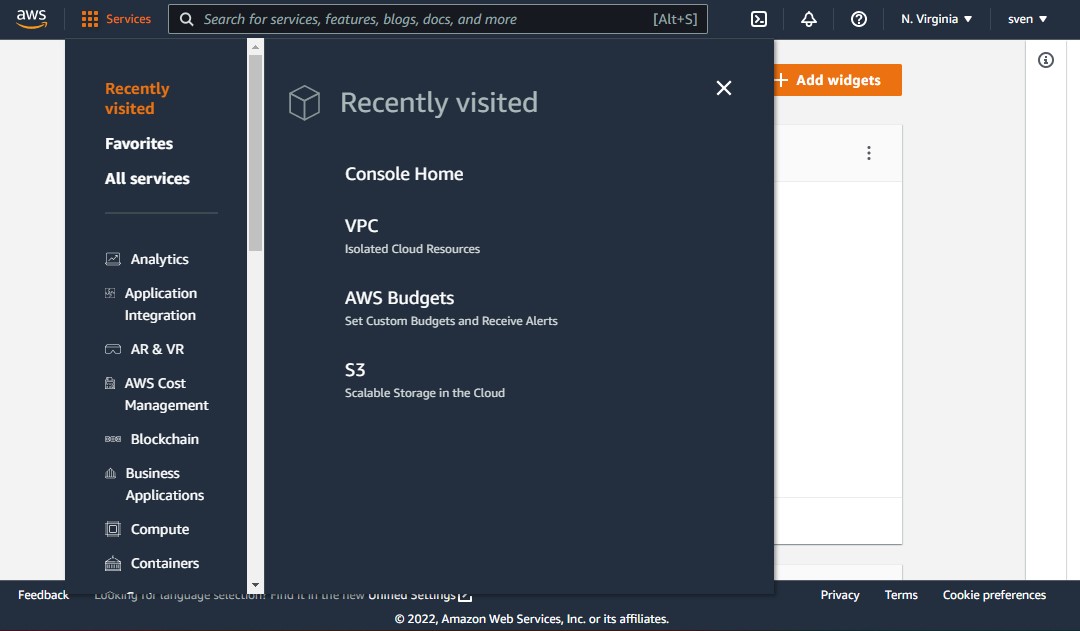 aws
Services
Search for services, features, blogs, docs, and more
[Alt+S]
N. Virginia
sven
Recently
visited
Favorites
All services
Analytics
Application
Integration
AR & VR
AWS Cost
Management
Blockchain
Business
Applications
Compute
Containers
Recently visited
Console Home
VPC
Isolated Cloud Resources
AWS Budgets
Set Custom Budgets and Receive Alerts
S3
Scalable Storage in the Cloud
Add widgets
Feedback
Looking for language selection? Find it in the new Unified Settings
Privacy
Terms
Cookie preferences
© 2022, Amazon Web Services, Inc. or its affiliates.